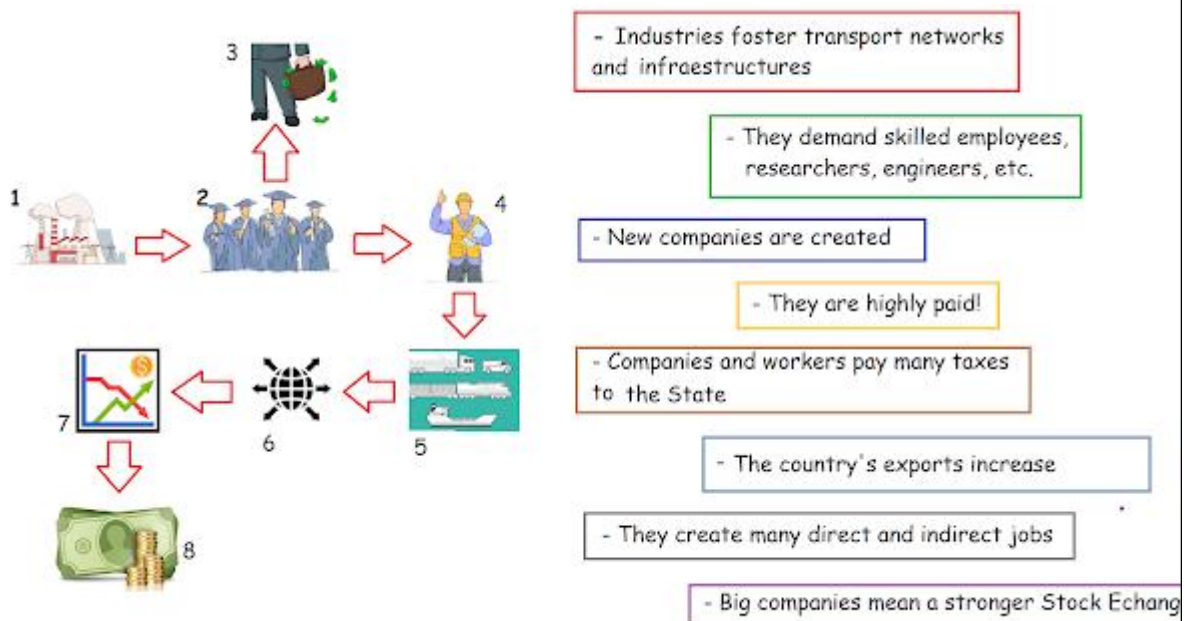 3
1
2
4
7
6
5
8
- Industries foster transport networks
and infraestructures
- They demand skilled employees,
researchers, engineers, etc.
- New companies are created
- They are highly paid!
- Companies and workers pay many taxes
to the State
- The country's exports increase
- They create many direct and indirect jobs
- Big companies mean a stronger Stock Echang